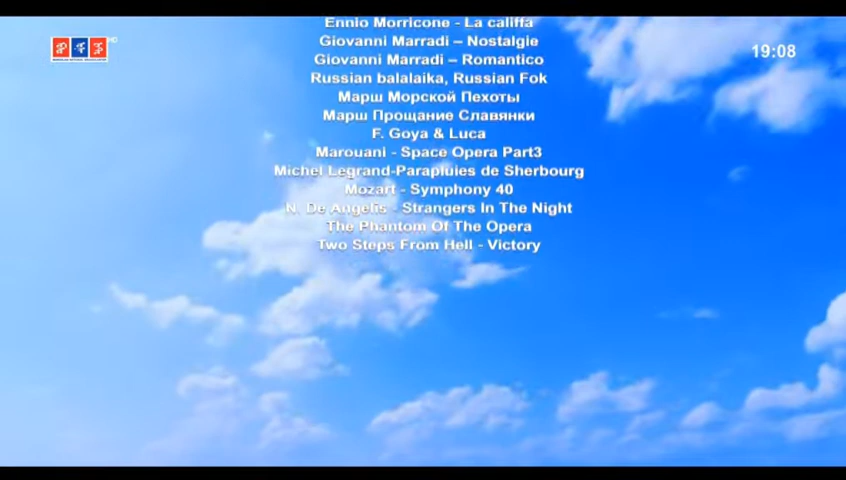 HD
19:08
Ennio Morricone - La califfa
Giovanni Marradi – Nostalgie
Giovanni Marradi – Romantico
Russian balalaika, Russian Fok
Марш Морской Пехоты
Марш Прощание Славянки
F. Goya & Luca
Marouani - Space Opera Part3
Michel Legrand-Parapluies de Sherbourg
Mozart - Symphony 40
N. De Angelis - Strangers In The Night
The Phantom Of The Opera
Two Steps From Hell - Victory